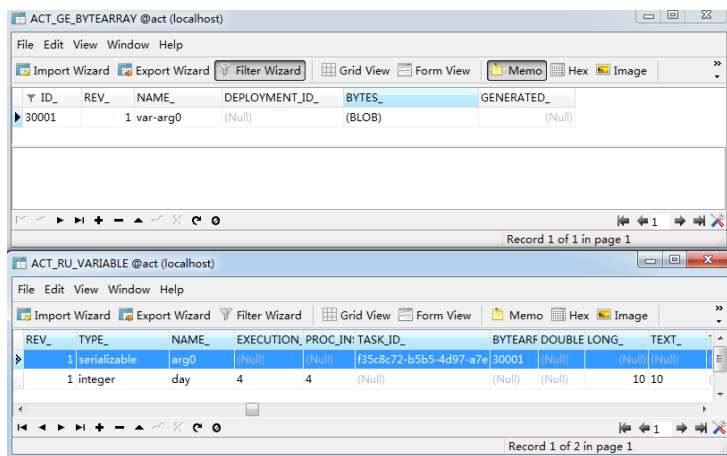 ACT_GE_BYTEARRAY @act (localhost)
File Edit View Window Help
Import Wizard Export Wizard Filter Wizard Grid View Form View Memo Hex Image »
ID_ REV_ NAME_ DEPLOYMENT_ID_ BYTES_ GENERATED_
30001 1 var-arg0 (Null) (BLOB) (Null)
1
Record 1 of 1 in page 1
ACT_RU_VARIABLE @act (localhost)
File Edit View Window Help
Import Wizard Export Wizard Filter Wizard Grid View Form View Memo Hex Image »
REV_ TYPE_ NAME_ EXECUTION_ PROC_IN TASK_ID_ BYTEARR DOUBLE LONG_ TEXT_
1 serializable arg0 (Null) (Null) f35c8c72-b5b5-4d97-a7e 30001 (Null) (Null) (Null)
1 integer day 4 4 (Null) (Null) (Null) 10 10
1
Record 1 of 2 in page 1